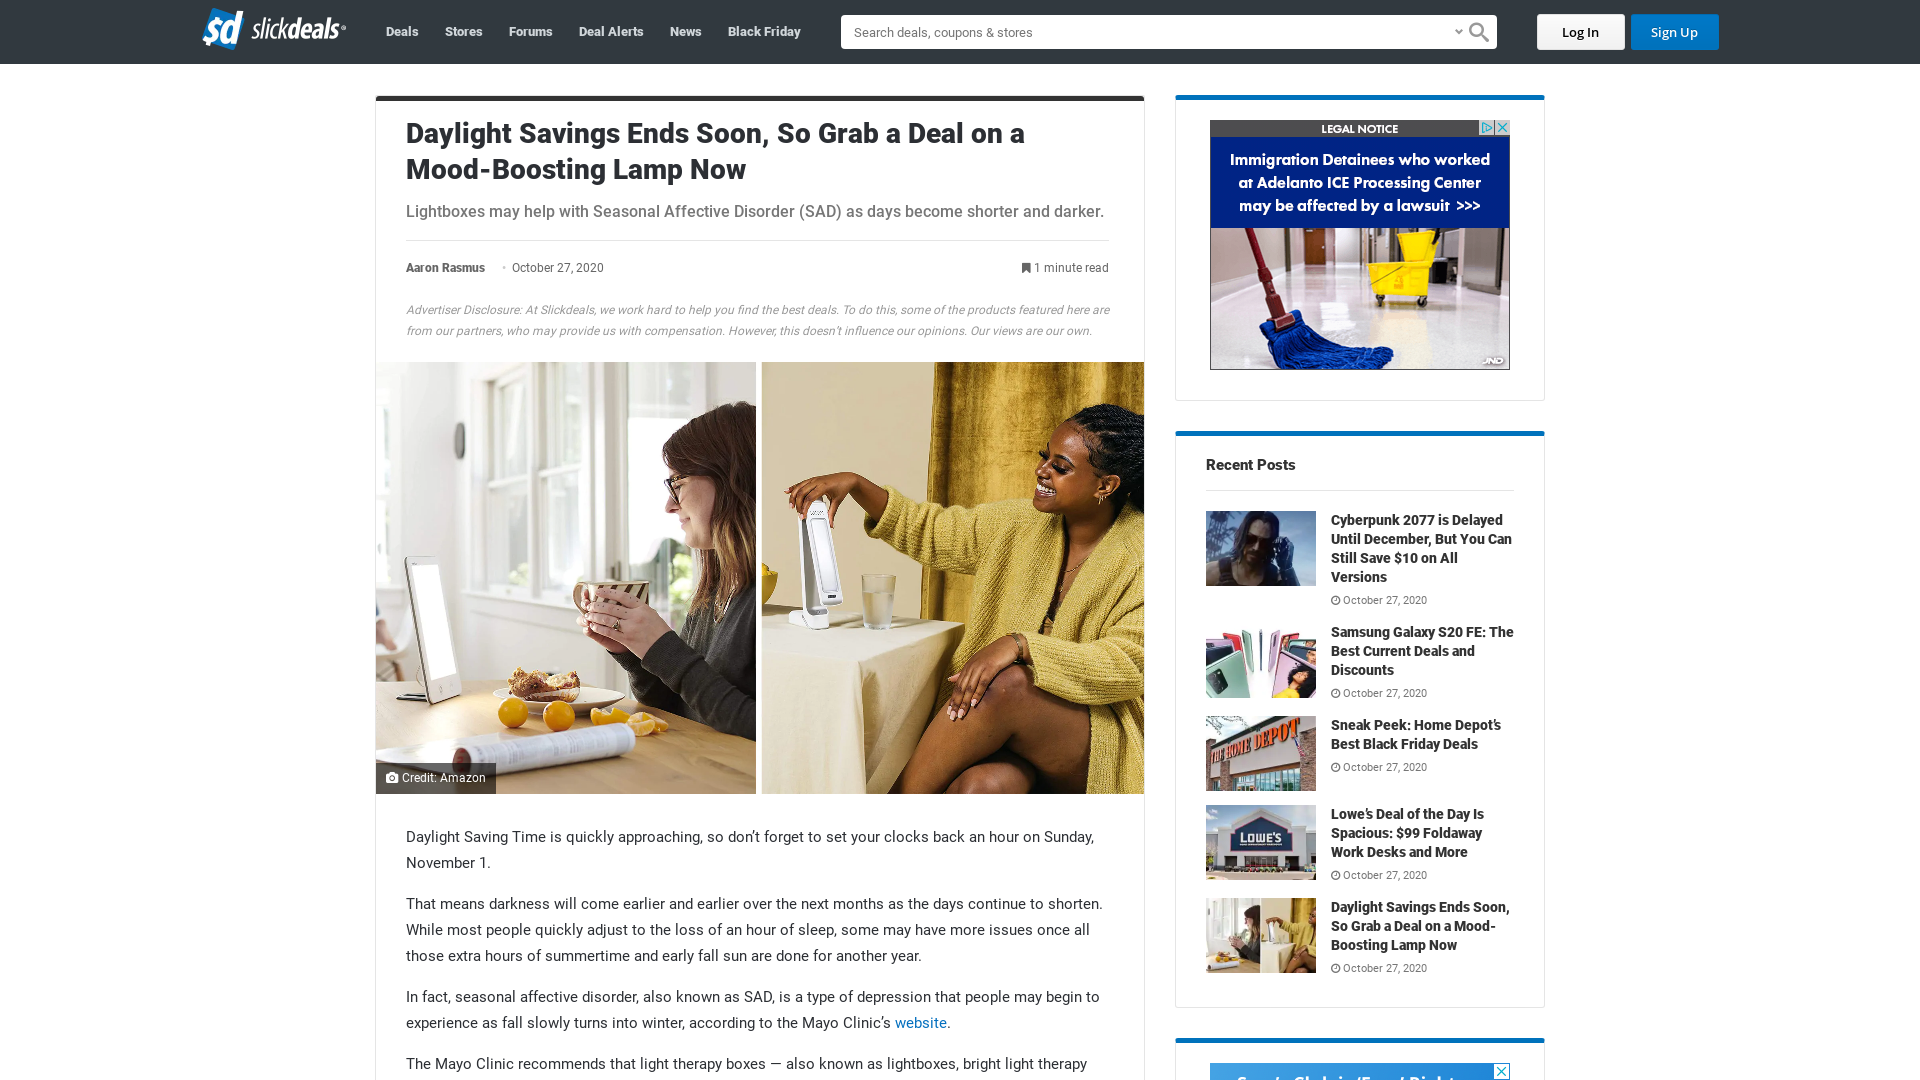 $d slickdeals
Deals
Stores
Forums
Deal Alerts
News
Black Friday
Search deals, coupons & stores
Log In
Sign Up
Daylight Savings Ends Soon, So Grab a Deal on a
Mood-Boosting Lamp Now
Lightboxes may help with Seasonal Affective Disorder (SAD) as days become shorter and darker.
Aaron Rasmus • October 27, 2020
1 minute read
Advertiser Disclosure: At Slickdeals, we work hard to help you find the best deals. To do this, some of the products featured here are
from our partners, who may provide us with compensation. However, this doesn't influence our opinions. Our views are our own.
Credit: Amazon
Daylight Saving Time is quickly approaching, so don’t forget to set your clocks back an hour on Sunday,
November 1.
That means darkness will come earlier and earlier over the next months as the days continue to shorten.
While most people quickly adjust to the loss of an hour of sleep, some may have more issues once all
those extra hours of summertime and early fall sun are done for another year.
In fact, seasonal affective disorder, also known as SAD, is a type of depression that people may begin to
experience as fall slowly turns into winter, according to the Mayo Clinic’s website.
The Mayo Clinic recommends that light therapy boxes — also known as lightboxes, bright light therapy
LEGAL NOTICE
Immigration Detainees who worked
at Adelanto ICE Processing Center
may be affected by a lawsuit >>>
JND
Recent Posts
Cyberpunk 2077 is Delayed
Until December, But You Can
Still Save $10 on All
Versions
October 27, 2020
Samsung Galaxy S20 FE: The
Best Current Deals and
Discounts
October 27, 2020
THE HOME DEPOT
Sneak Peek: Home Depot’s
Best Black Friday Deals
October 27, 2020
LOWE'S
Lowe’s Deal of the Day Is
Spacious: $99 Foldaway
Work Desks and More
October 27, 2020
Daylight Savings Ends Soon,
So Grab a Deal on a Mood-
Boosting Lamp Now
October 27, 2020